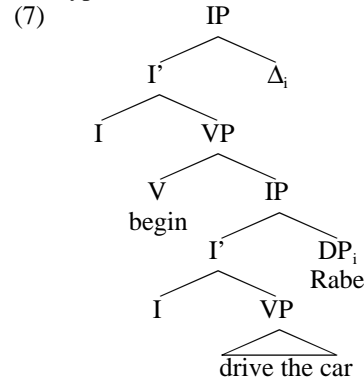 (7) IP
I' Δi
I VP
V IP
begin
I' DPi
Rabe
I VP
drive the car